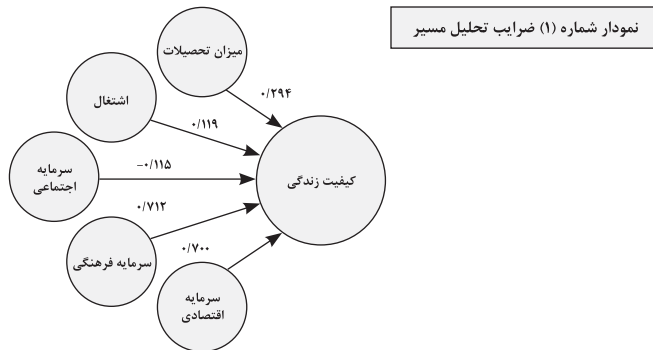 نمودار شماره (۱) ضرایب تحلیل مسیر
میزان تحصیلات
۰/۲۹۴
اشتغال
۰/۱۱۹
سرمایه
اجتماعی
-۰/۱۱۵
کیفیت زندگی
۰/۷۱۲
سرمایه فرهنگی
۰/۷۰۰
سرمایه
اقتصادی